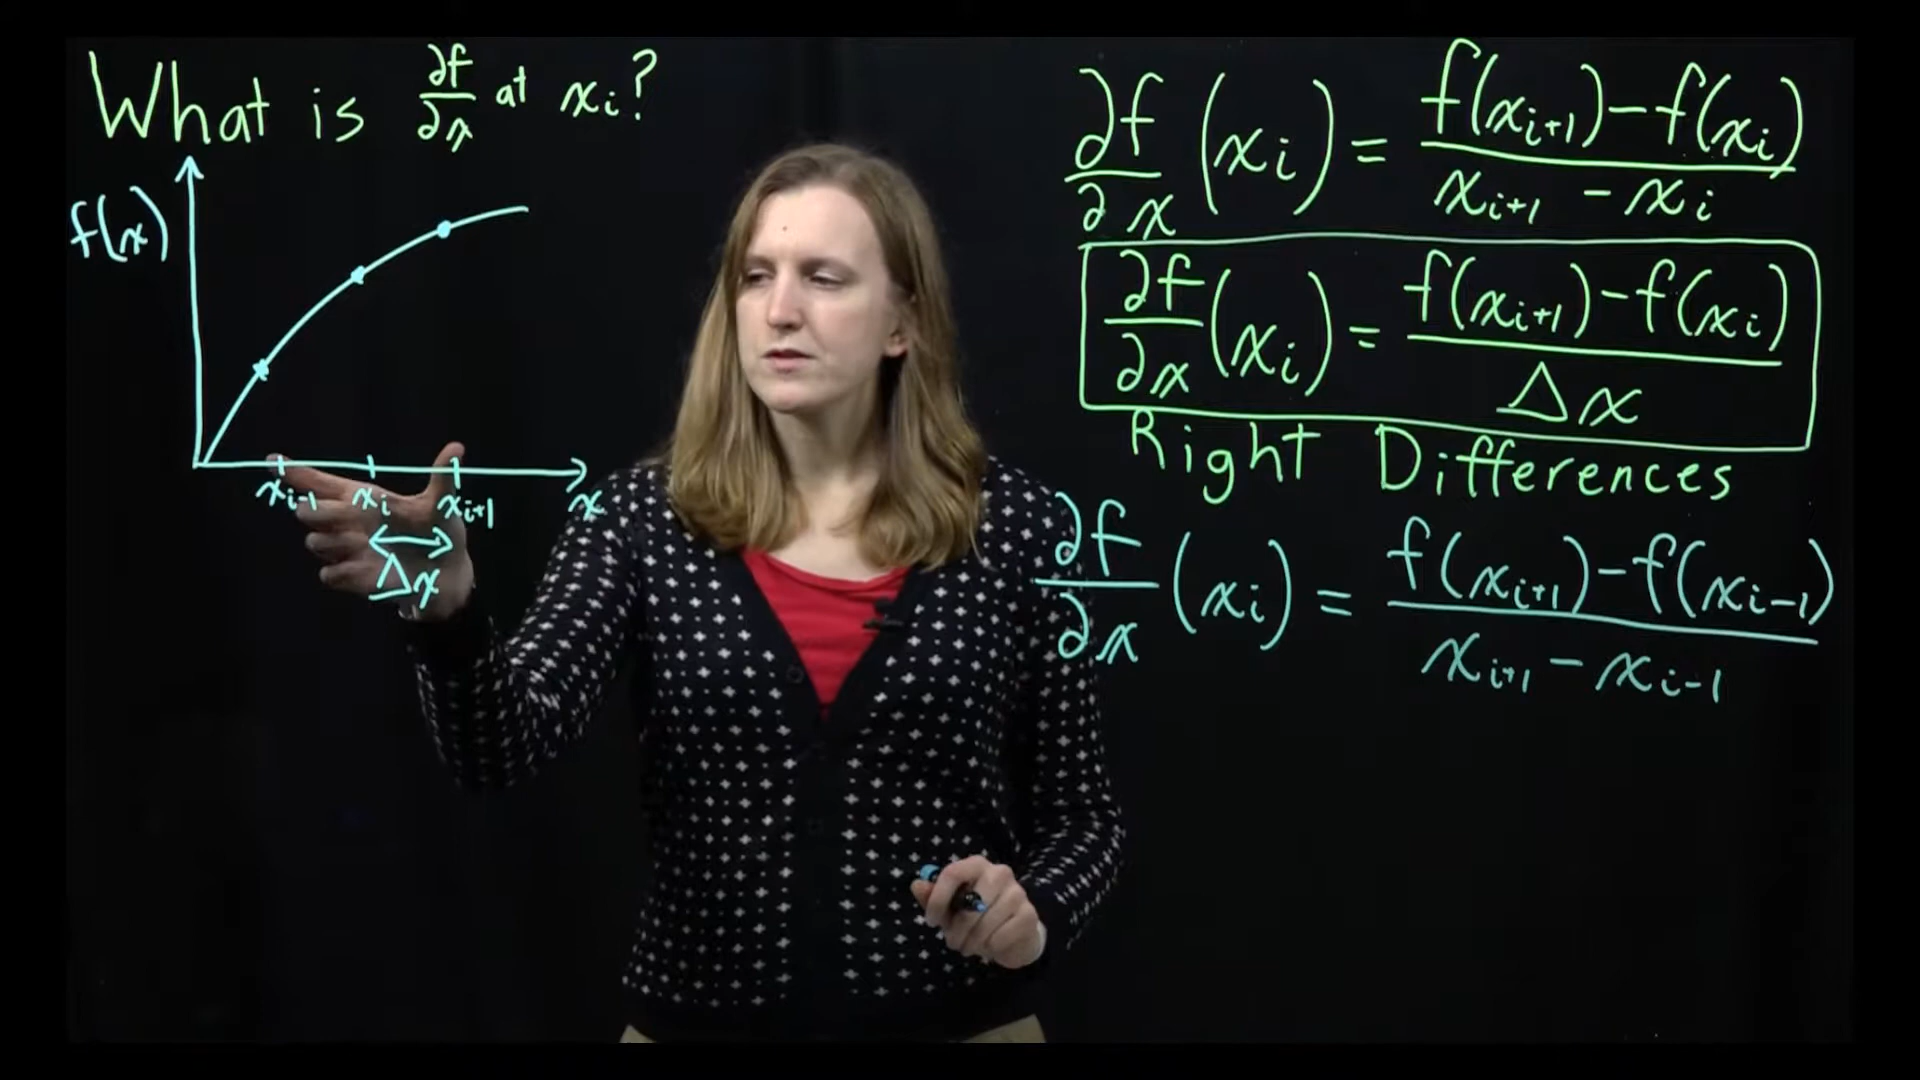 What is ∂f/∂x at xᵢ?
f(x)
xᵢ₋₁ xᵢ xᵢ₊₁ x
Δx
∂f/∂x (xᵢ) = f(xᵢ₊₁) − f(xᵢ) / xᵢ₊₁ − xᵢ
∂f/∂x (xᵢ) = f(xᵢ₊₁) − f(xᵢ) / Δx
Right Differences
∂f/∂x (xᵢ) = f(xᵢ₊₁) − f(xᵢ₋₁) / xᵢ₊₁ − xᵢ₋₁